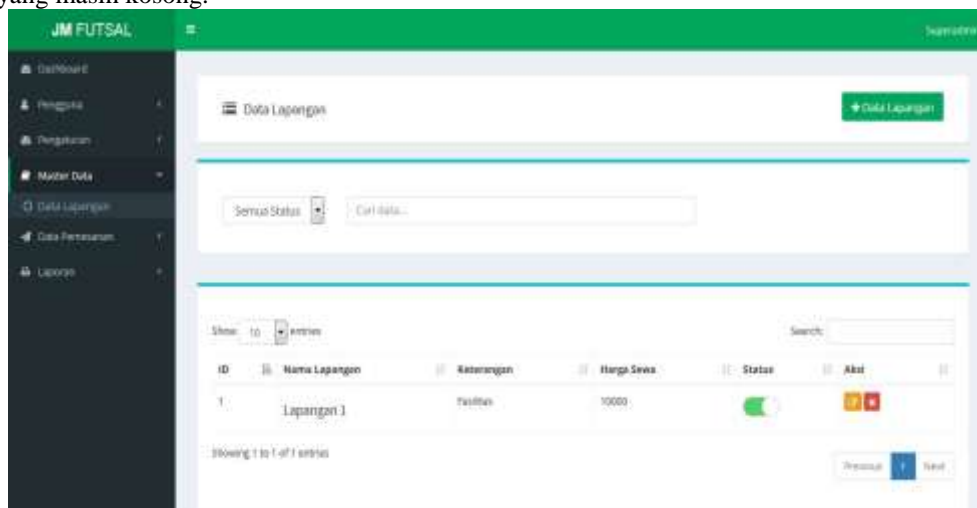 yang masih kosong.
JM FUTSAL
Superadmin
Dashboard
Pengguna
Pengaturan
Master Data
Data Lapangan
Data Pemesanan
Laporan
Data Lapangan
Data Lapangan
Semua Status
Cari data...
Show 10 entries
Search:
ID Nama Lapangan Keterangan Harga Sewa Status Aksi
1 Lapangan 1 Fasilitas 10000
Showing 1 to 1 of 1 entries
Previous 1 Next